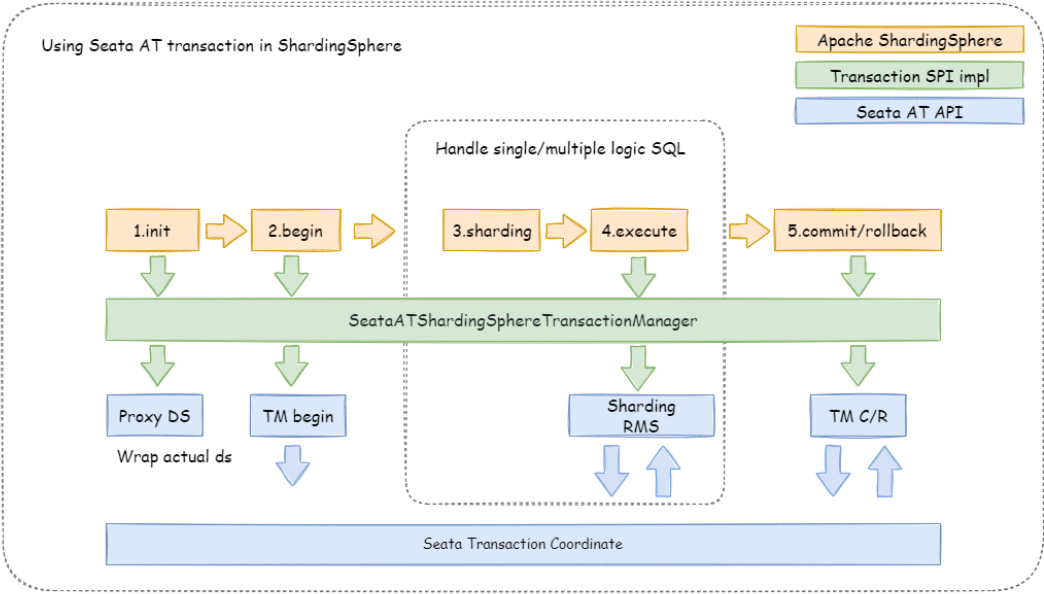 Using Seata AT transaction in ShardingSphere
Apache ShardingSphere
Transaction SPI impl
Seata AT API
Handle single/multiple logic SQL
1.init
2.begin
3.sharding
4.execute
5.commit/rollback
SeataATShardingSphereTransactionManager
Proxy DS
TM begin
Sharding
RMS
TM C/R
Wrap actual ds
Seata Transaction Coordinate